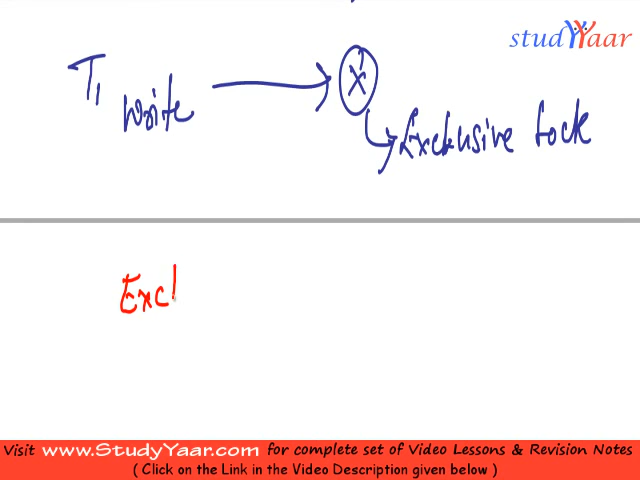 studYYaar
T1 write → X
Exclusive Lock
Excl
Visit www.StudyYaar.com for complete set of Video Lessons & Revision Notes
( Click on the Link in the Video Description given below )